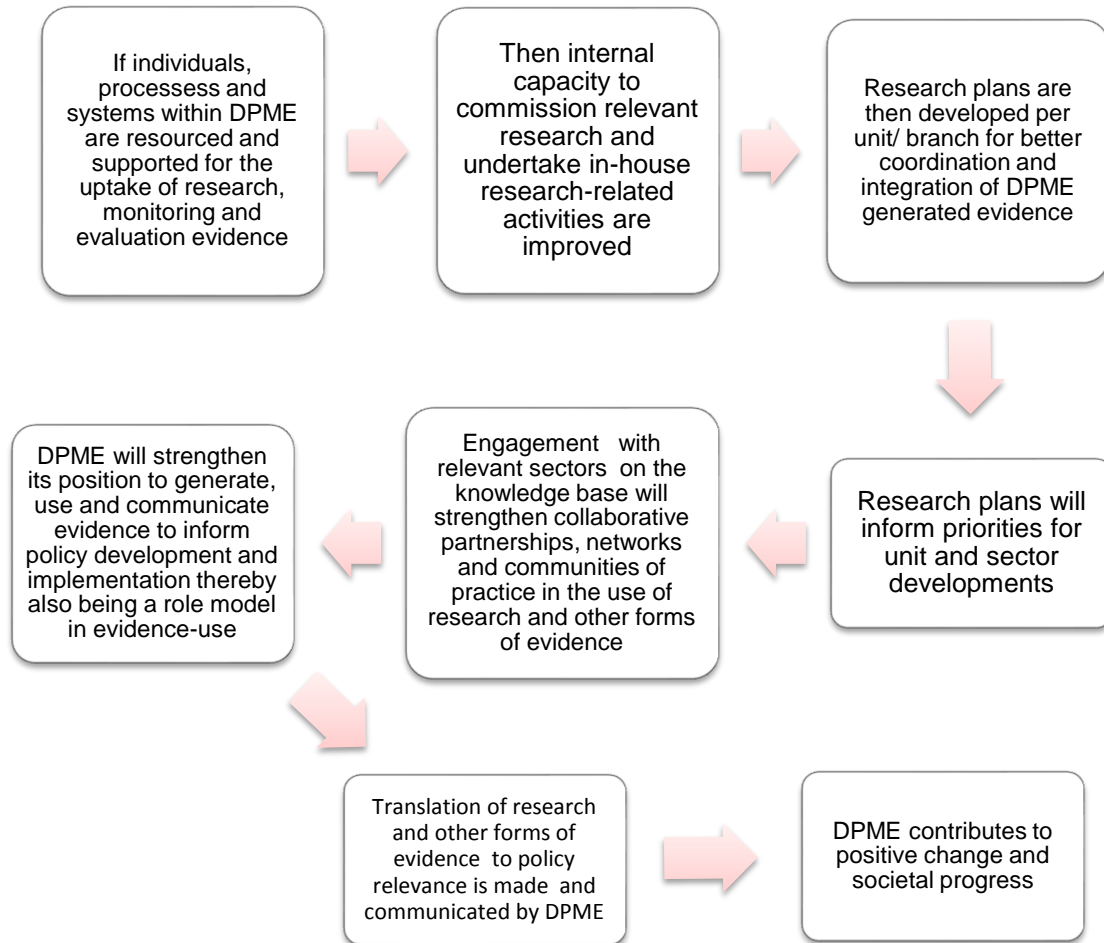 If individuals,
processess and
systems within DPME
are resourced and
supported for the
uptake of research,
monitoring and
evaluation evidence
Then internal
capacity to
commission relevant
research and
undertake in-house
research-related
activities are
improved
Research plans are
then developed per
unit/ branch for better
coordination and
integration of DPME
generated evidence
Research plans will
inform priorities for
unit and sector
developments
Engagement with
relevant sectors on the
knowledge base will
strengthen collaborative
partnerships, networks
and communities of
practice in the use of
research and other forms
of evidence
DPME will strengthen
its position to generate,
use and communicate
evidence to inform
policy development and
implementation thereby
also being a role model
in evidence-use
Translation of research
and other forms of
evidence to policy
relevance is made and
communicated by DPME
DPME contributes to
positive change and
societal progress